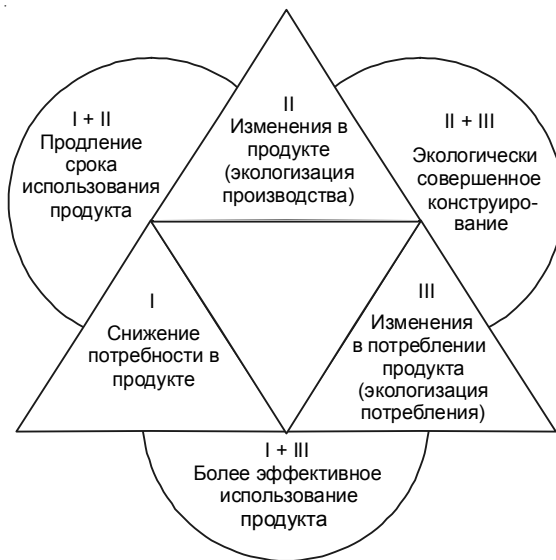 I + II
Продление
срока
использования
продукта
II
Изменения в
продукте
(экологизация
производства)
II + III
Экологически
совершенное
конструиро-
вание
I
Снижение
потребности в
продукте
III
Изменения
в потреблении
продукта
(экологизация
потребления)
I + III
Более эффективное
использование
продукта